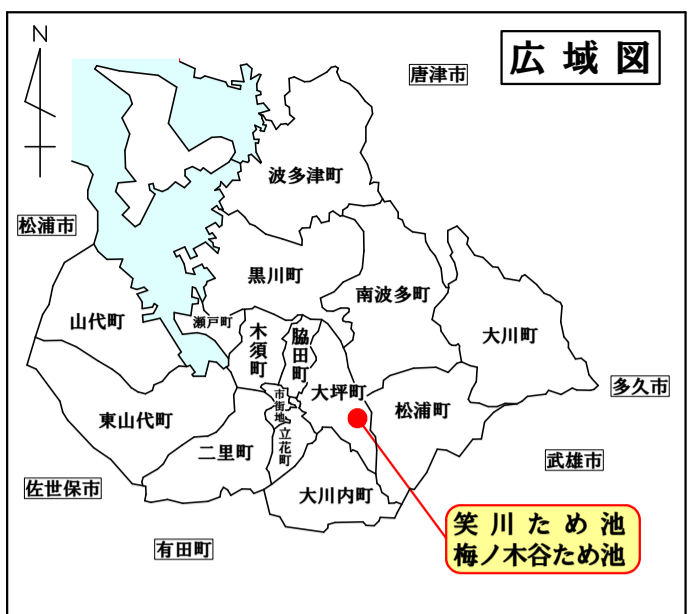 N
広域図
唐津市
波多津町
松浦市
黒川町
南波多町
山代町
瀬戸町
木須町
脇田町
大川町
大坪町
多久市
市街地
松浦町
東山代町
立花町
二里町
武雄市
佐世保市
大川内町
笑川ため池
梅ノ木谷ため池
有田町